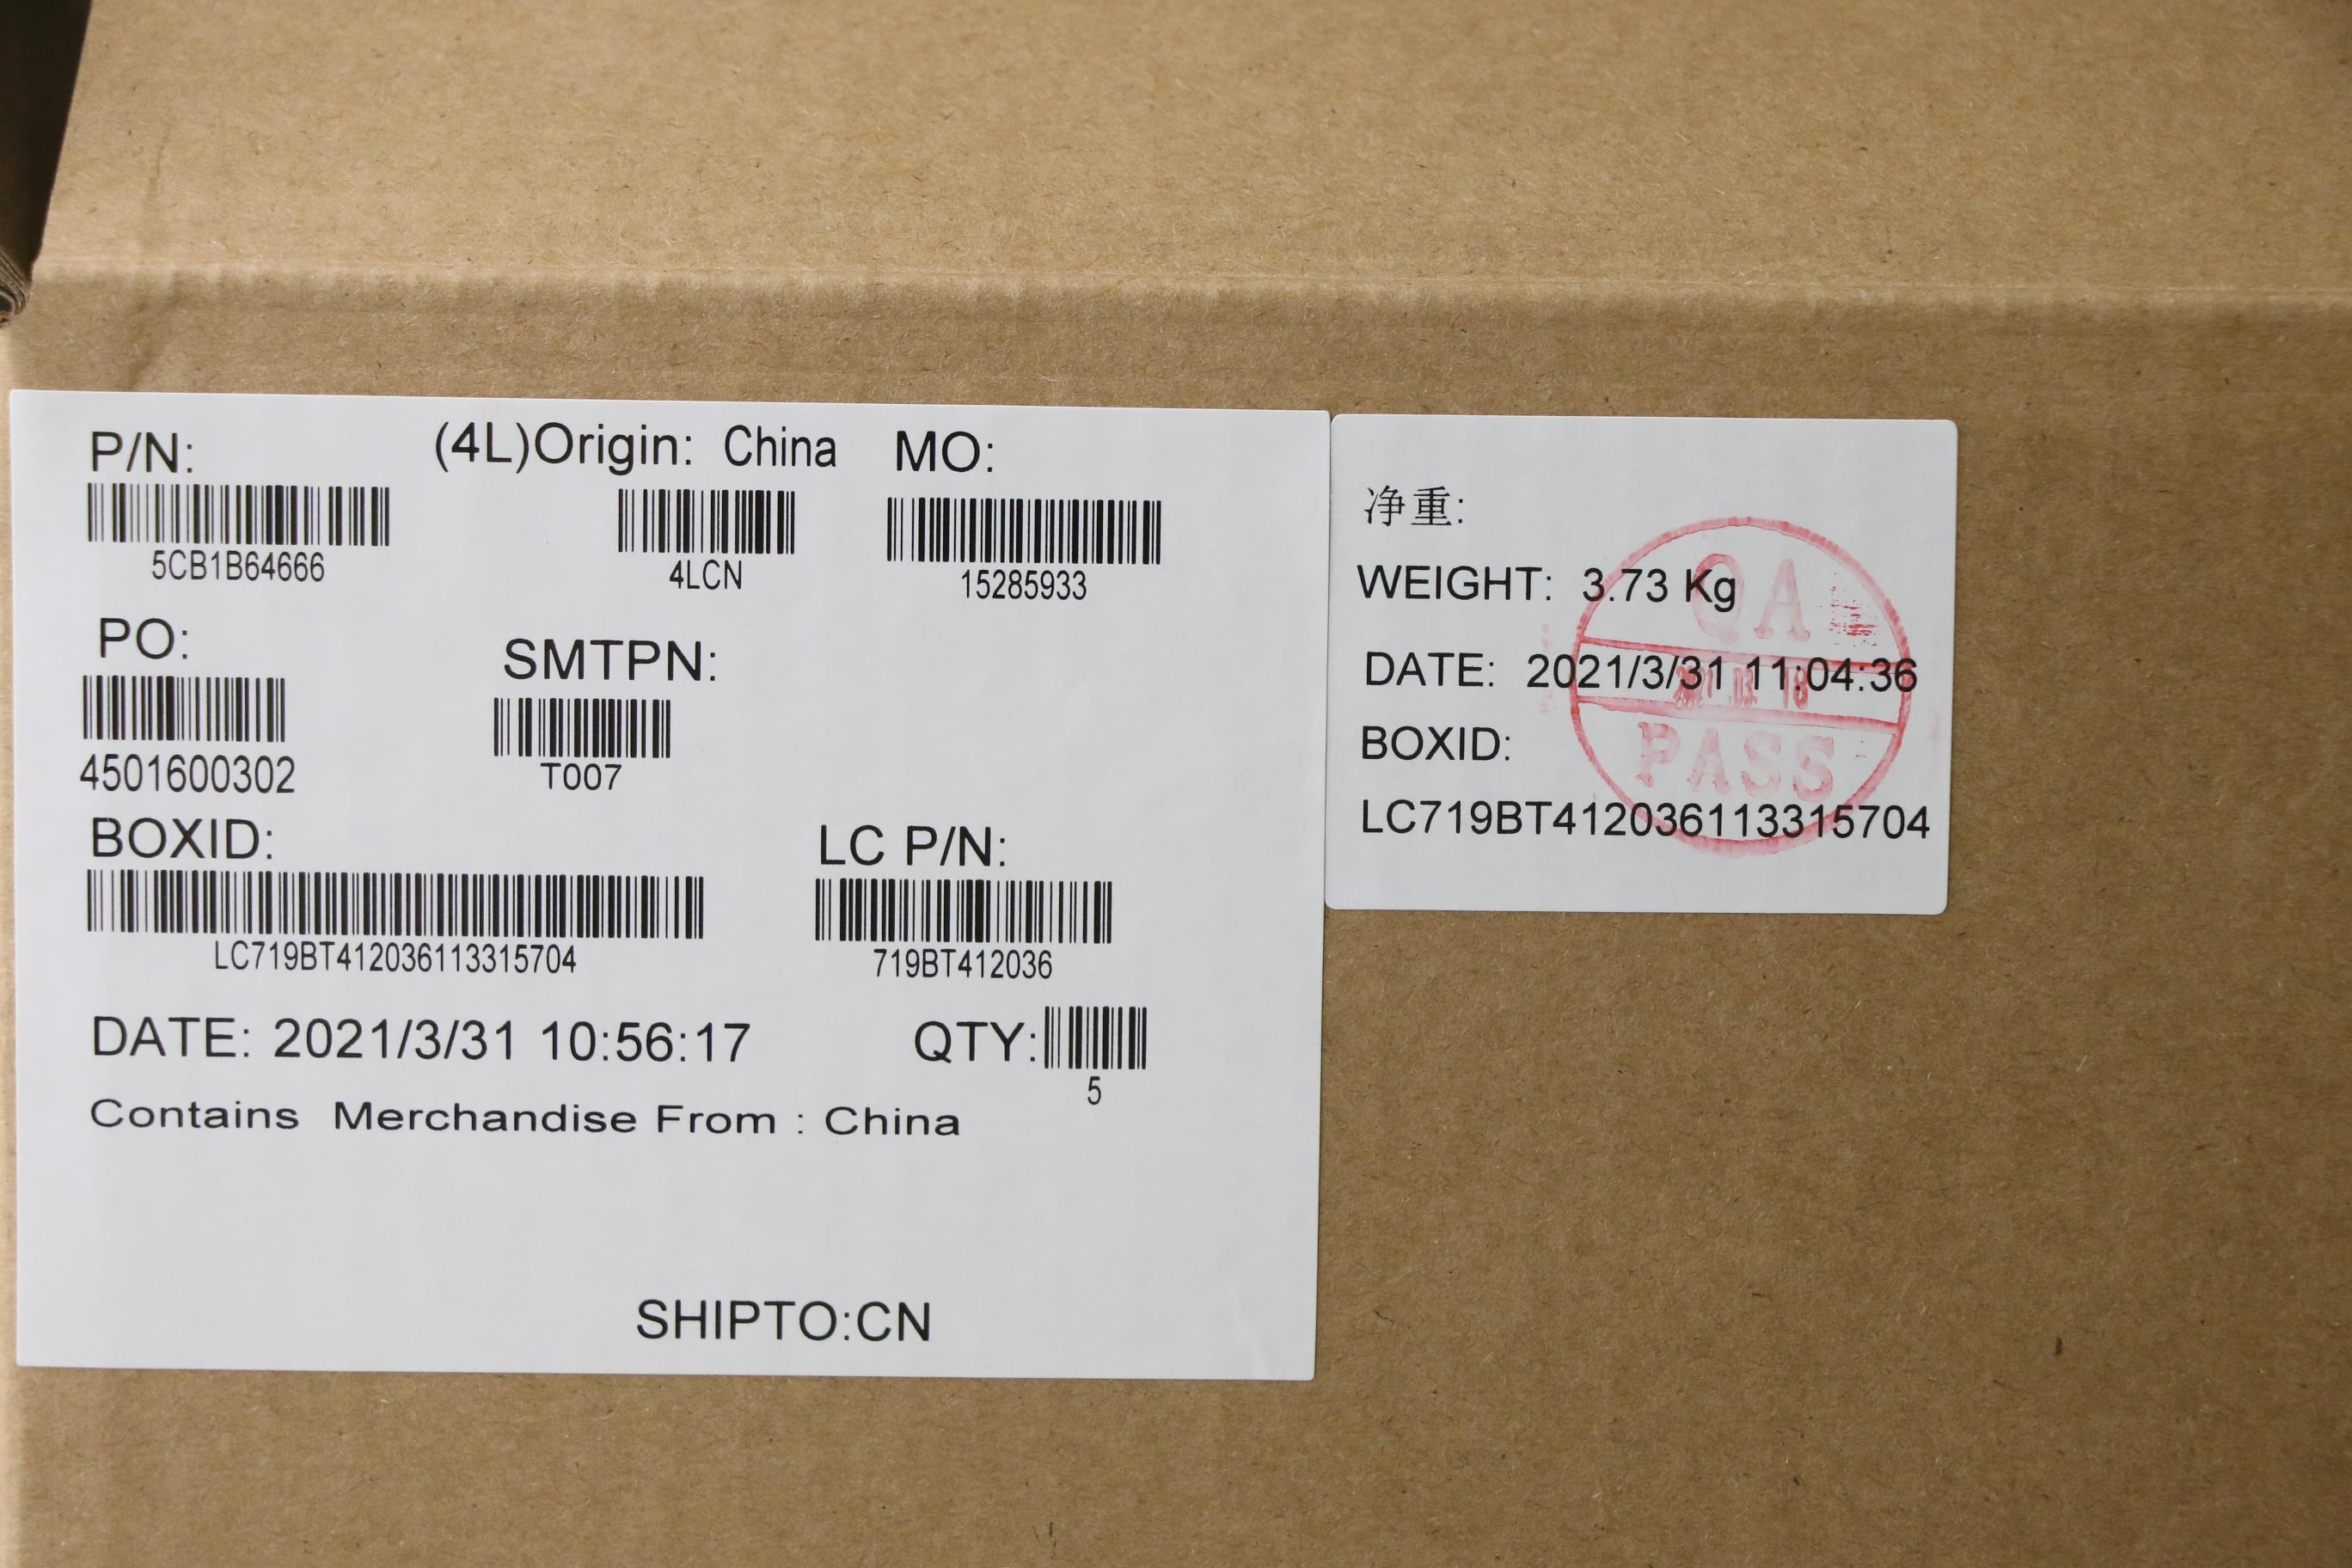 P/N: (4L)Origin: China MO:
5CB1B64666 4LCN 15285933
PO: SMTPN:
4501600302 T007
BOXID: LC P/N:
LC719BT412036113315704 719BT412036
DATE: 2021/3/31 10:56:17 QTY:
5
Contains Merchandise From : China
SHIPTO:CN
净重:
WEIGHT: 3.73 Kg
DATE: 2021/3/31 11:04:36
BOXID:
LC719BT412036113315704
QA
PASS